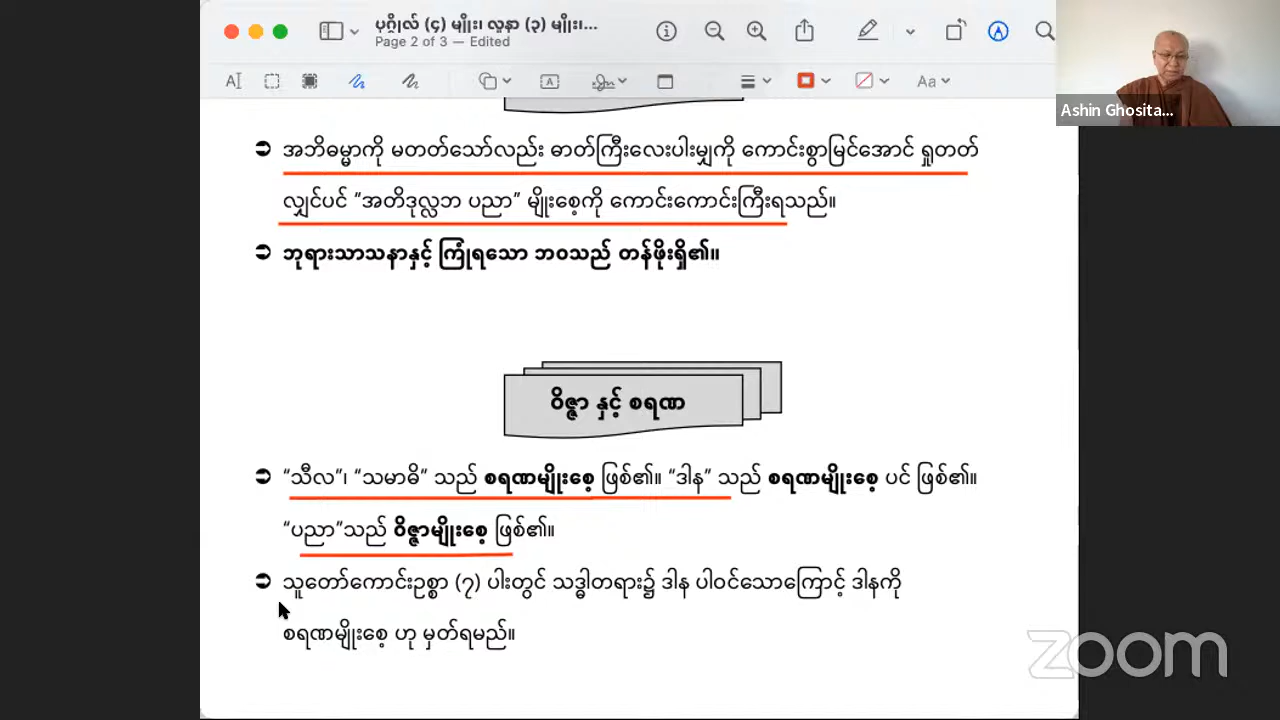 ပုဂ္ဂိုလ် (၄) မျိုး၊ လူနာ (၃) မျိုး၊...
Page 2 of 3 — Edited
Ashin Ghosita...
➲ အဘိဓမ္မာကို မတတ်သော်လည်း ဓာတ်ကြီးလေးပါးမျှကို ကောင်းစွာမြင်အောင် ရှုတတ်
လျှင်ပင် “အတိဒုလ္လဘ ပညာ” မျိုးစေ့ကို ကောင်းကောင်းကြီးရသည်။
➲ ဘုရားသာသနာနှင့် ကြုံရသော ဘဝသည် တန်ဖိုးရှိ၏။
ဝိဇ္ဇာ နှင့် စရဏ
➲ “သီလ”၊ “သမာဓိ” သည် စရဏမျိုးစေ့ ဖြစ်၏။ “ဒါန” သည် စရဏမျိုးစေ့ ပင် ဖြစ်၏။
“ပညာ”သည် ဝိဇ္ဇာမျိုးစေ့ ဖြစ်၏။
➲ သူတော်ကောင်းဥစ္စာ (၇) ပါးတွင် သဒ္ဓါတရား၌ ဒါန ပါဝင်သောကြောင့် ဒါနကို
စရဏမျိုးစေ့ ဟု မှတ်ရမည်။
zoom